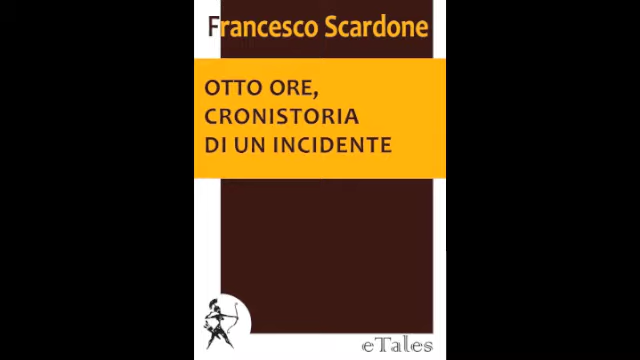 Francesco Scardone
OTTO ORE,
CRONISTORIA
DI UN INCIDENTE
eTales